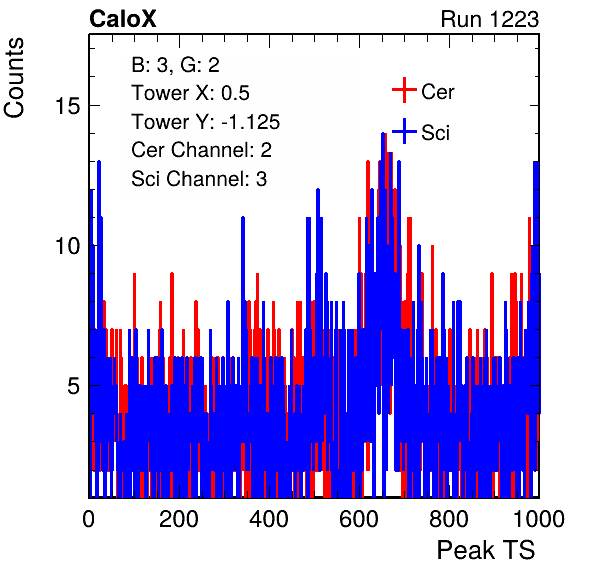 CaloX Run 1223
Counts
B: 3, G: 2
Tower X: 0.5
Tower Y: -1.125
Cer Channel: 2
Sci Channel: 3
Cer
Sci
15
10
5
0 200 400 600 800 1000
Peak TS